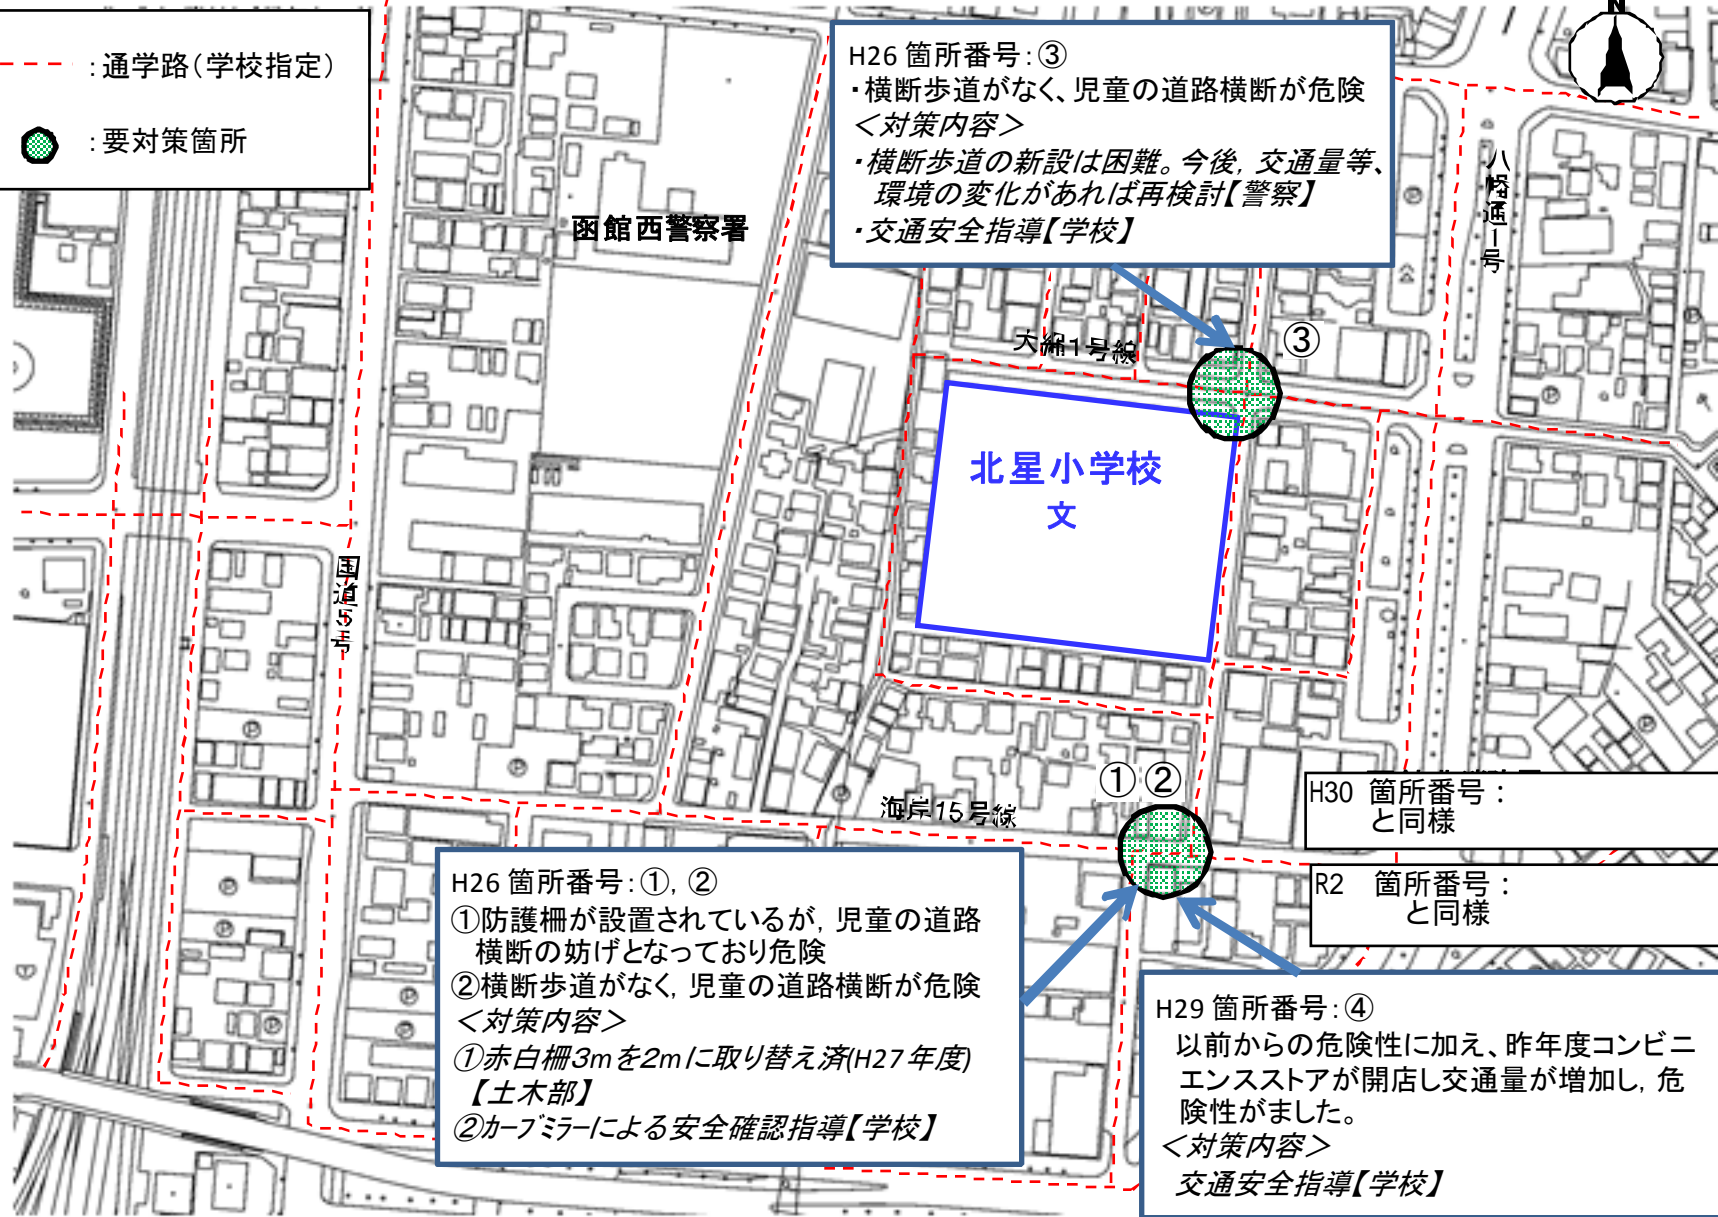 :通学路(学校指定)
:要対策箇所
N
H26 箇所番号:③
・横断歩道がなく、児童の道路横断が危険
＜対策内容＞
・横断歩道の新設は困難。今後,交通量等、
環境の変化があれば再検討【警察】
・交通安全指導【学校】
函館西警察署
八幡通1号
大縄1号線
③
北星小学校
文
国道5号
① ②
海岸15号線
H30 箇所番号:
と同様
R2 箇所番号:
と同様
H26 箇所番号:①,②
①防護柵が設置されているが,児童の道路
横断の妨げとなっており危険
②横断歩道がなく,児童の道路横断が危険
＜対策内容＞
①赤白柵3mを2mに取り替え済(H27年度)
【土木部】
②ｶｰﾌﾞﾐﾗｰによる安全確認指導【学校】
H29 箇所番号:④
以前からの危険性に加え、昨年度コンビニ
エンスストアが開店し交通量が増加し,危
険性がました。
＜対策内容＞
交通安全指導【学校】